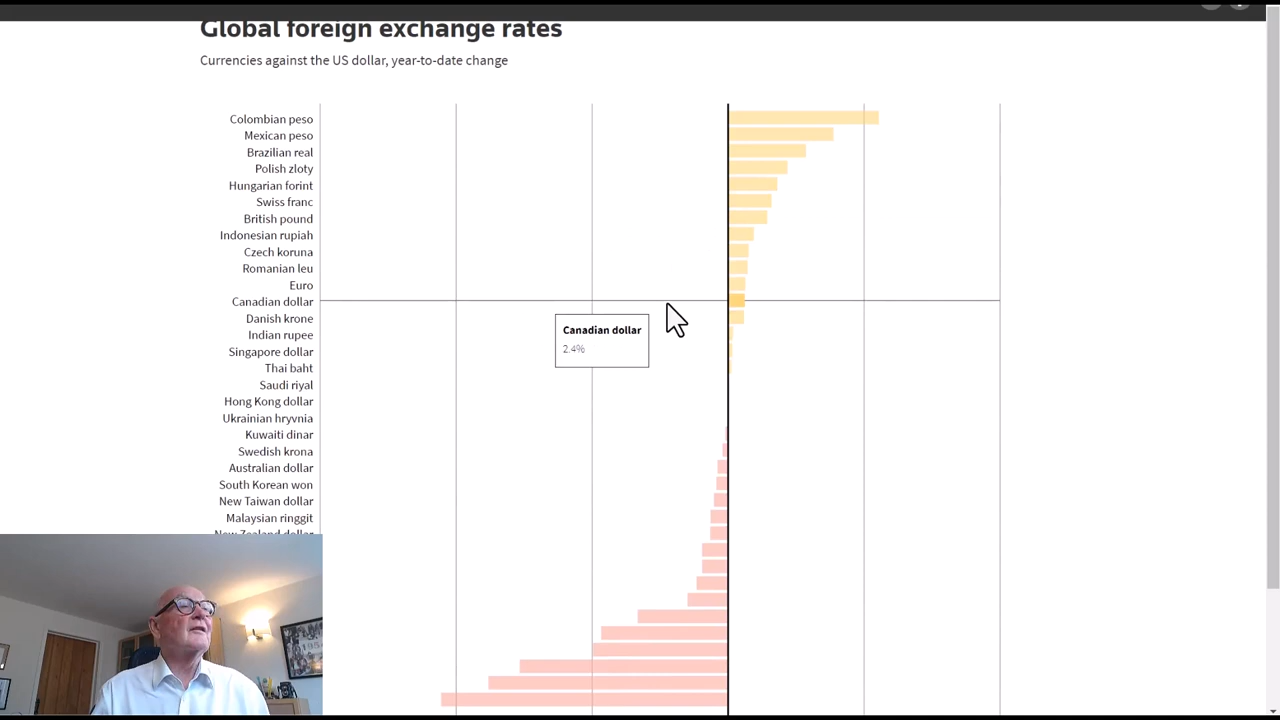 Global foreign exchange rates
Currencies against the US dollar, year-to-date change
Colombian peso
Mexican peso
Brazilian real
Polish zloty
Hungarian forint
Swiss franc
British pound
Indonesian rupiah
Czech koruna
Romanian leu
Euro
Canadian dollar
Danish krone
Canadian dollar
2.4%
Indian rupee
Singapore dollar
Thai baht
Saudi riyal
Hong Kong dollar
Ukrainian hryvnia
Kuwaiti dinar
Swedish krona
Australian dollar
South Korean won
New Taiwan dollar
Malaysian ringgit
New Zealand dollar